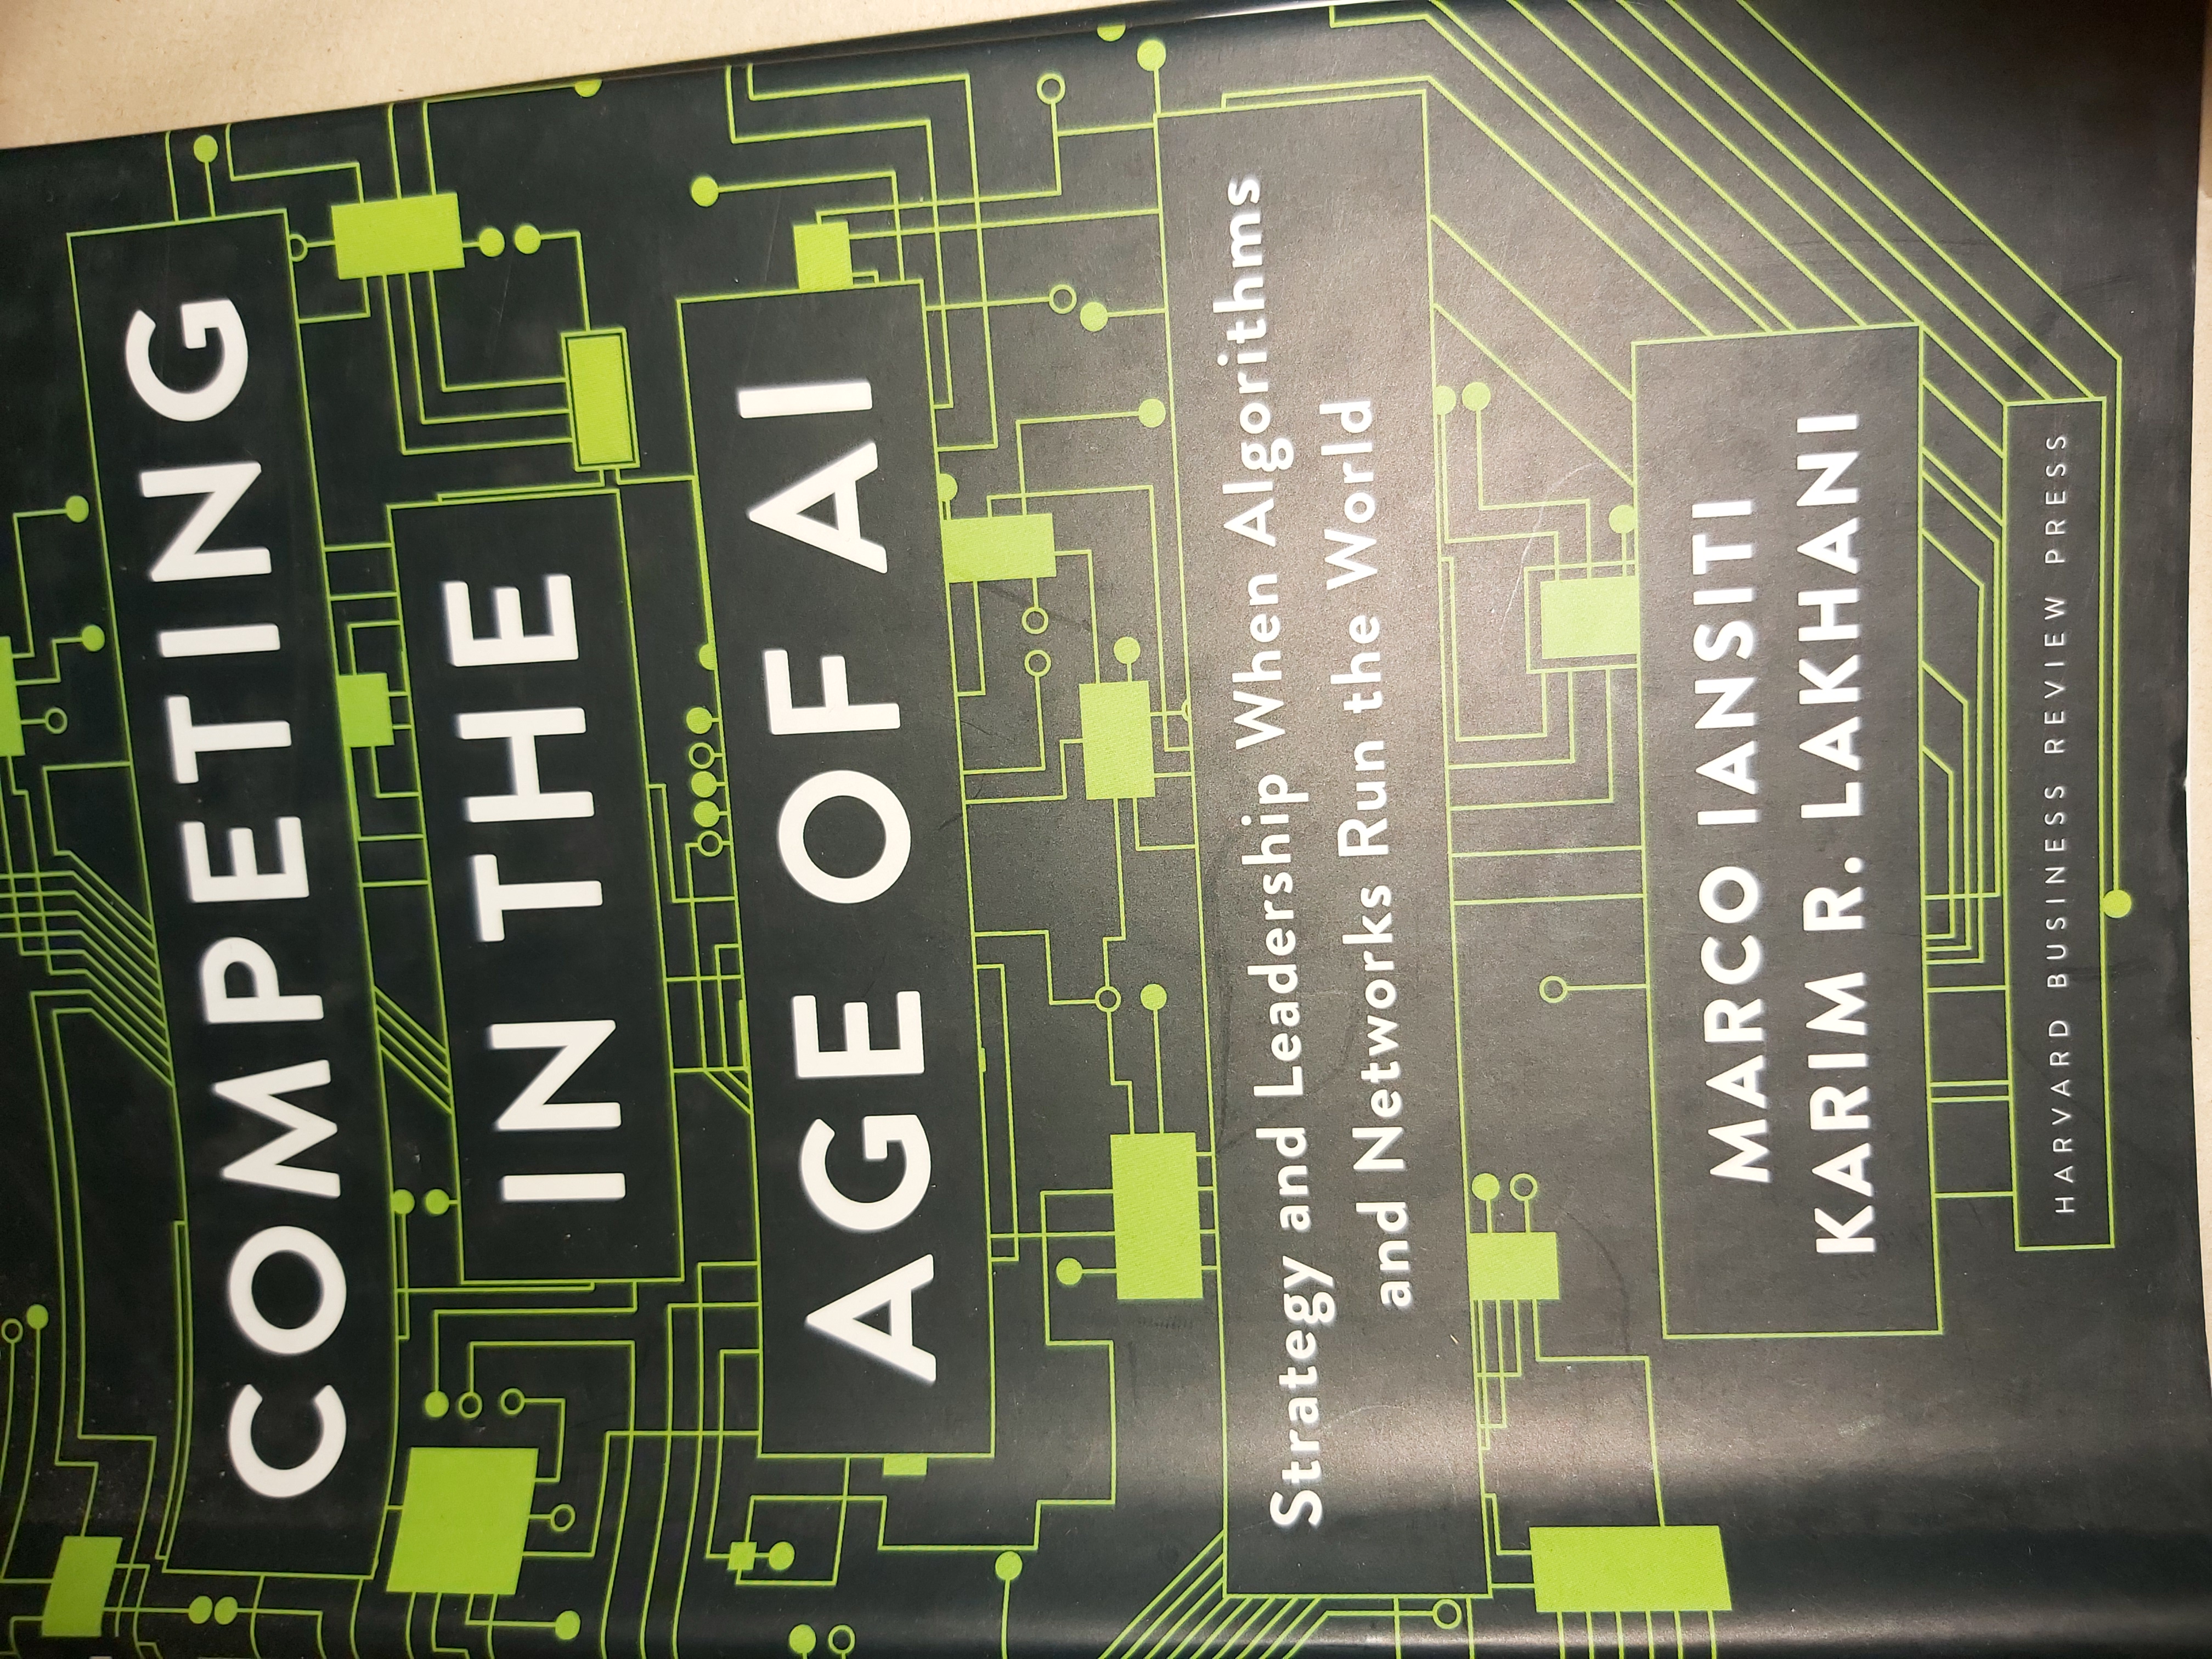 COMPETING
IN THE
AGE OF AI
Strategy and Leadership When Algorithms
and Networks Run the World
MARCO IANSITI
KARIM R. LAKHANI
HARVARD BUSINESS REVIEW PRESS